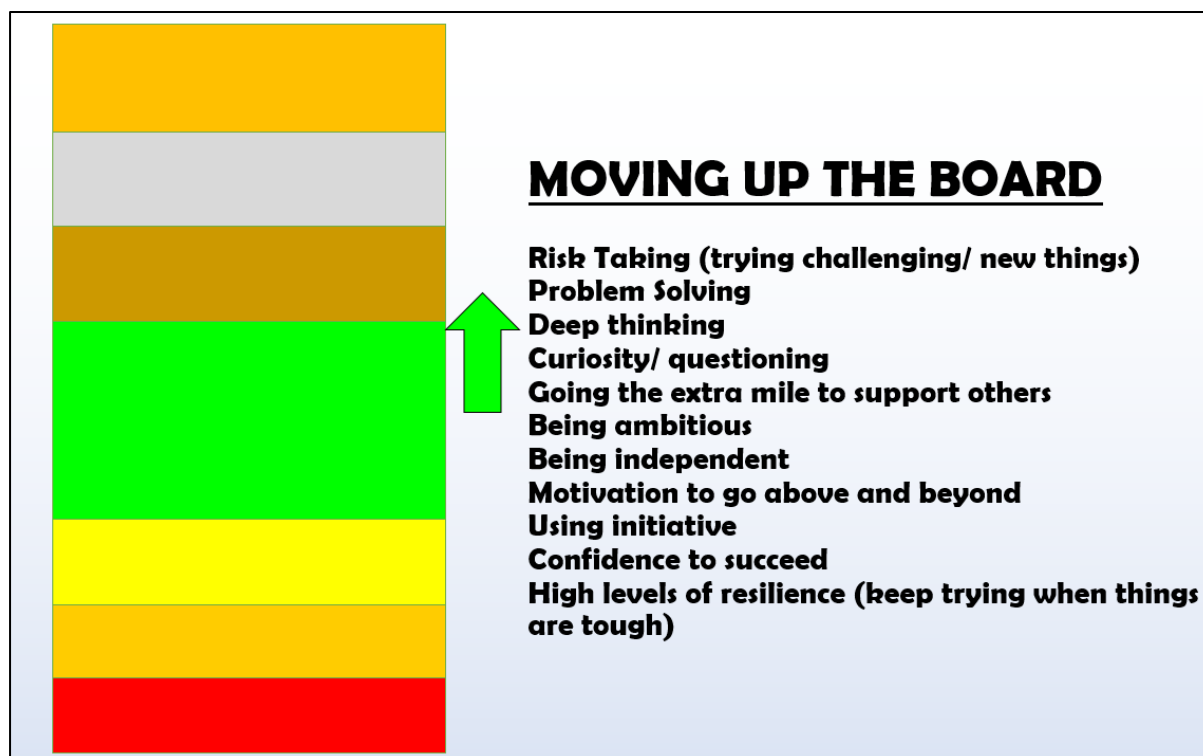 MOVING UP THE BOARD
Risk Taking (trying challenging/ new things)
Problem Solving
Deep thinking
Curiosity/ questioning
Going the extra mile to support others
Being ambitious
Being independent
Motivation to go above and beyond
Using initiative
Confidence to succeed
High levels of resilience (keep trying when things
are tough)